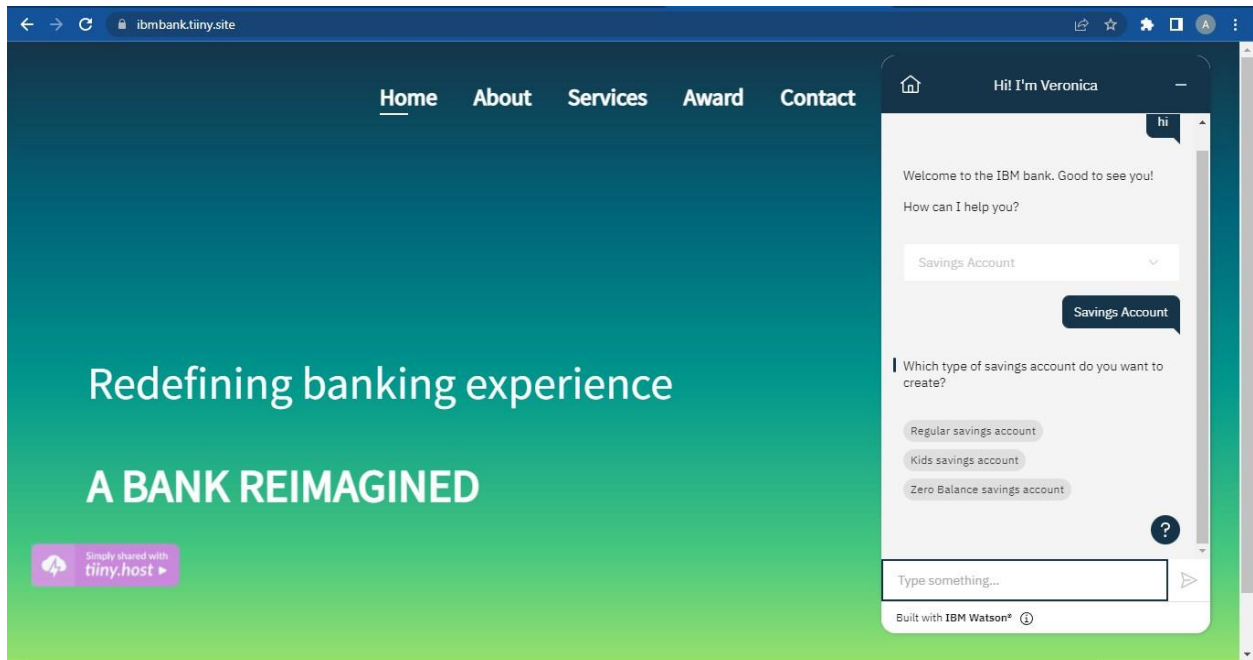 ibmbank.tiiny.site
A
Home About Services Award Contact
Redefining banking experience
A BANK REIMAGINED
Simply shared with
tiiny.host ▸
Hi! I'm Veronica
hi
Welcome to the IBM bank. Good to see you!
How can I help you?
Savings Account
Savings Account
Which type of savings account do you want to
create?
Regular savings account
Kids savings account
Zero Balance savings account
?
Type something...
Built with IBM Watson®